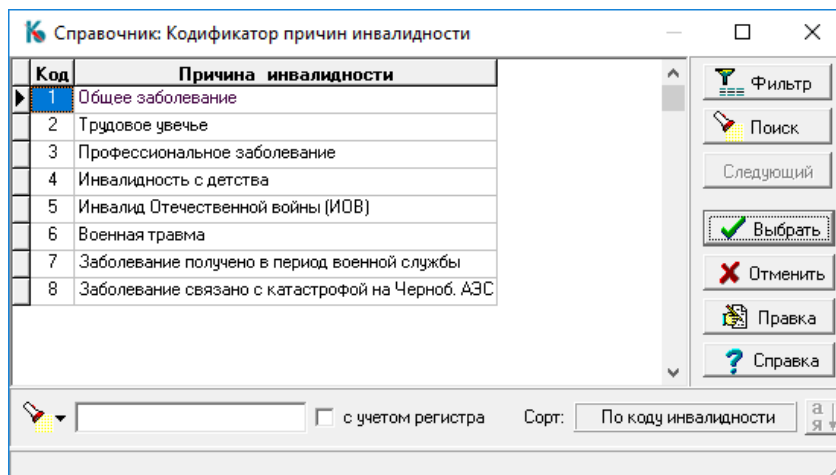 Справочник: Кодификатор причин инвалидности
Код Причина инвалидности
1 Общее заболевание
2 Трудовое увечье
3 Профессиональное заболевание
4 Инвалидность с детства
5 Инвалид Отечественной войны (ИОВ)
6 Военная травма
7 Заболевание получено в период военной службы
8 Заболевание связано с катастрофой на Черноб. АЭС
Фильтр
Поиск
Следующий
Выбрать
Отменить
Правка
Справка
с учетом регистра Сорт: По коду инвалидности а
я